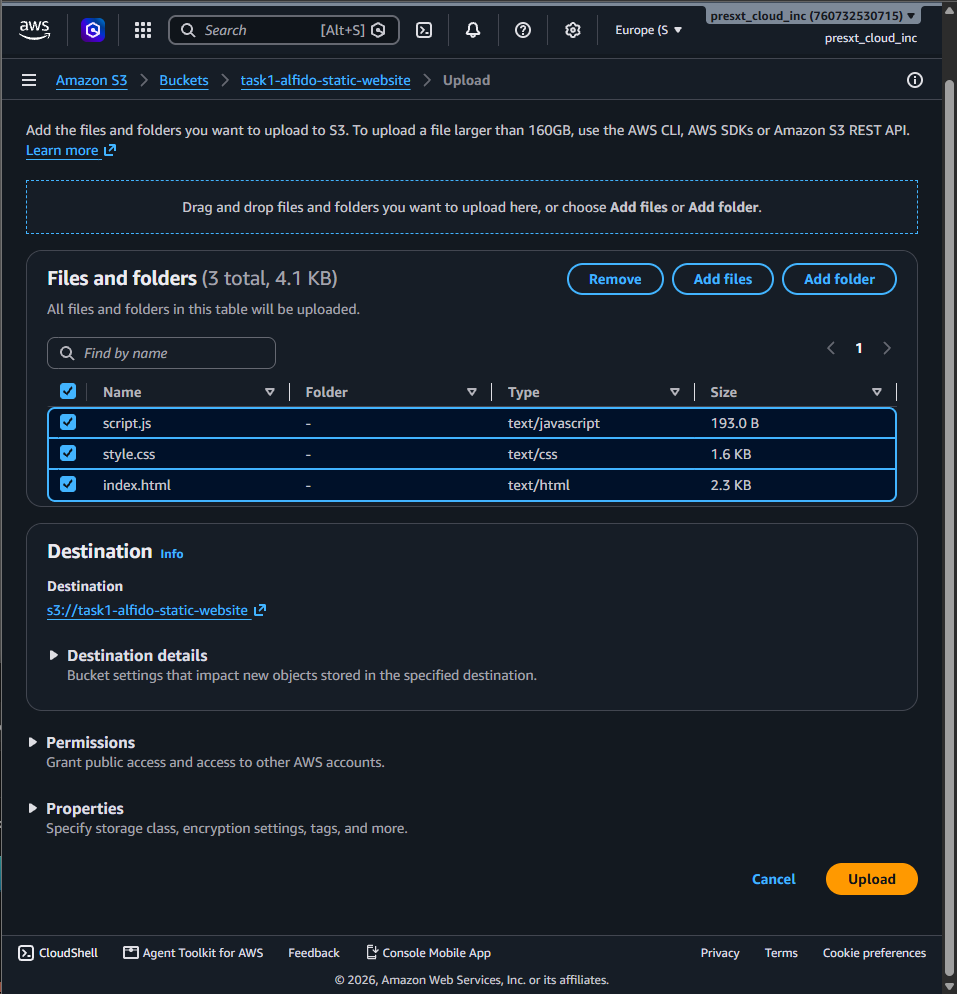 aws
Search [Alt+S]
Europe (S
presxt_cloud_inc (760732530715)
presxt_cloud_inc
Amazon S3 Buckets task1-alfido-static-website Upload
Add the files and folders you want to upload to S3. To upload a file larger than 160GB, use the AWS CLI, AWS SDKs or Amazon S3 REST API.
Learn more
Drag and drop files and folders you want to upload here, or choose Add files or Add folder.
Files and folders (3 total, 4.1 KB)
Remove Add files Add folder
All files and folders in this table will be uploaded.
Find by name
1
Name Folder Type Size
script.js - text/javascript 193.0 B
style.css - text/css 1.6 KB
index.html - text/html 2.3 KB
Destination Info
Destination
s3://task1-alfido-static-website
Destination details
Bucket settings that impact new objects stored in the specified destination.
Permissions
Grant public access and access to other AWS accounts.
Properties
Specify storage class, encryption settings, tags, and more.
Cancel Upload
CloudShell Agent Toolkit for AWS Feedback Console Mobile App Privacy Terms Cookie preferences
© 2026, Amazon Web Services, Inc. or its affiliates.